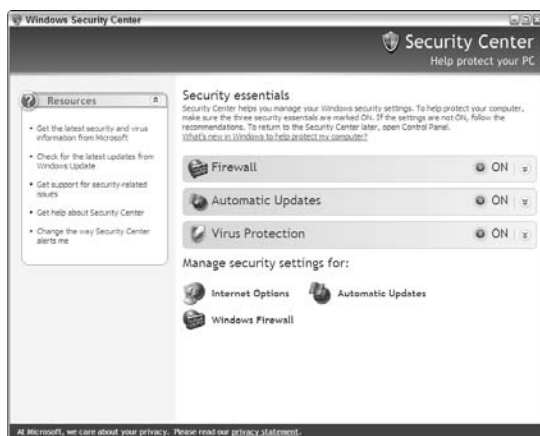 Windows Security Center
Security Center
Help protect your PC
Resources
• Get the latest security and virus
information from Microsoft
• Check for the latest updates from
Windows Update
• Get support for security-related
issues
• Get help about Security Center
• Change the way Security Center
alerts me
Security essentials
Security Center helps you manage your Windows security settings. To help protect your computer,
make sure the three security essentials are marked ON. If the settings are not ON, follow the
recommendations. To return to the Security Center later, open Control Panel.
What's new in Windows to help protect my computer?
Firewall ON
Automatic Updates ON
Virus Protection ON
Manage security settings for:
Internet Options Automatic Updates
Windows Firewall
At Microsoft, we care about your privacy. Please read our privacy statement.